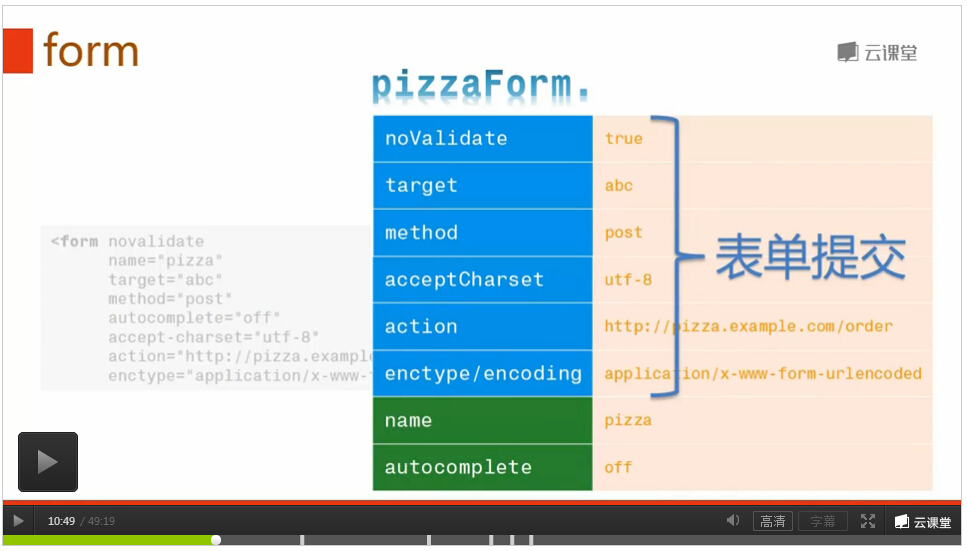 form
云课堂
pizzaForm.
noValidate true
target abc
method post
acceptCharset utf-8
action http://pizza.example.com/order
enctype/encoding application/x-www-form-urlencoded
name pizza
autocomplete off
表单提交
<form novalidate
name="pizza"
target="abc"
method="post"
autocomplete="off"
accept-charset="utf-8"
action="http://pizza.example
enctype="application/x-www-
10:49 / 49:19
高清
字幕
云课堂